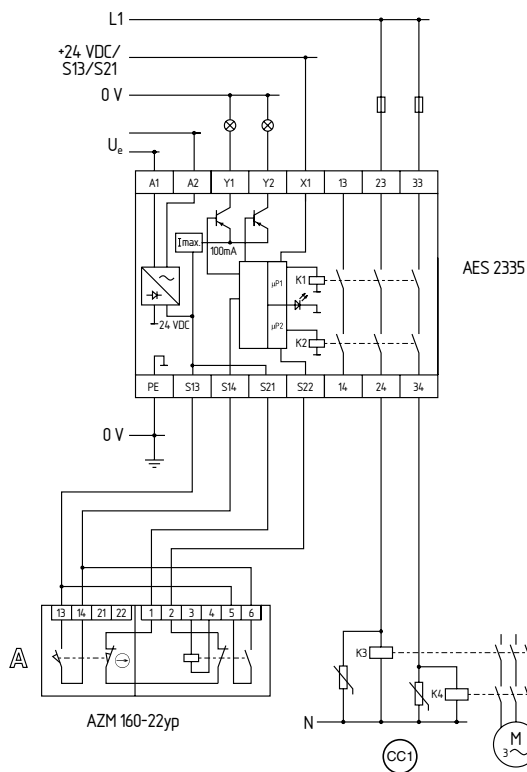 L1
+24 VDC/
S13/S21
0 V
Ue
A1 A2 Y1 Y2 X1 13 23 33
Imax. 100mA
AES 2335
µP1 K1
24 VDC
µP2 K2
PE S13 S14 S21 S22 14 24 34
0 V
13 14 21 22 1 2 3 4 5 6
A
K3
K4
AZM 160-22yp
N
CC1
M
3